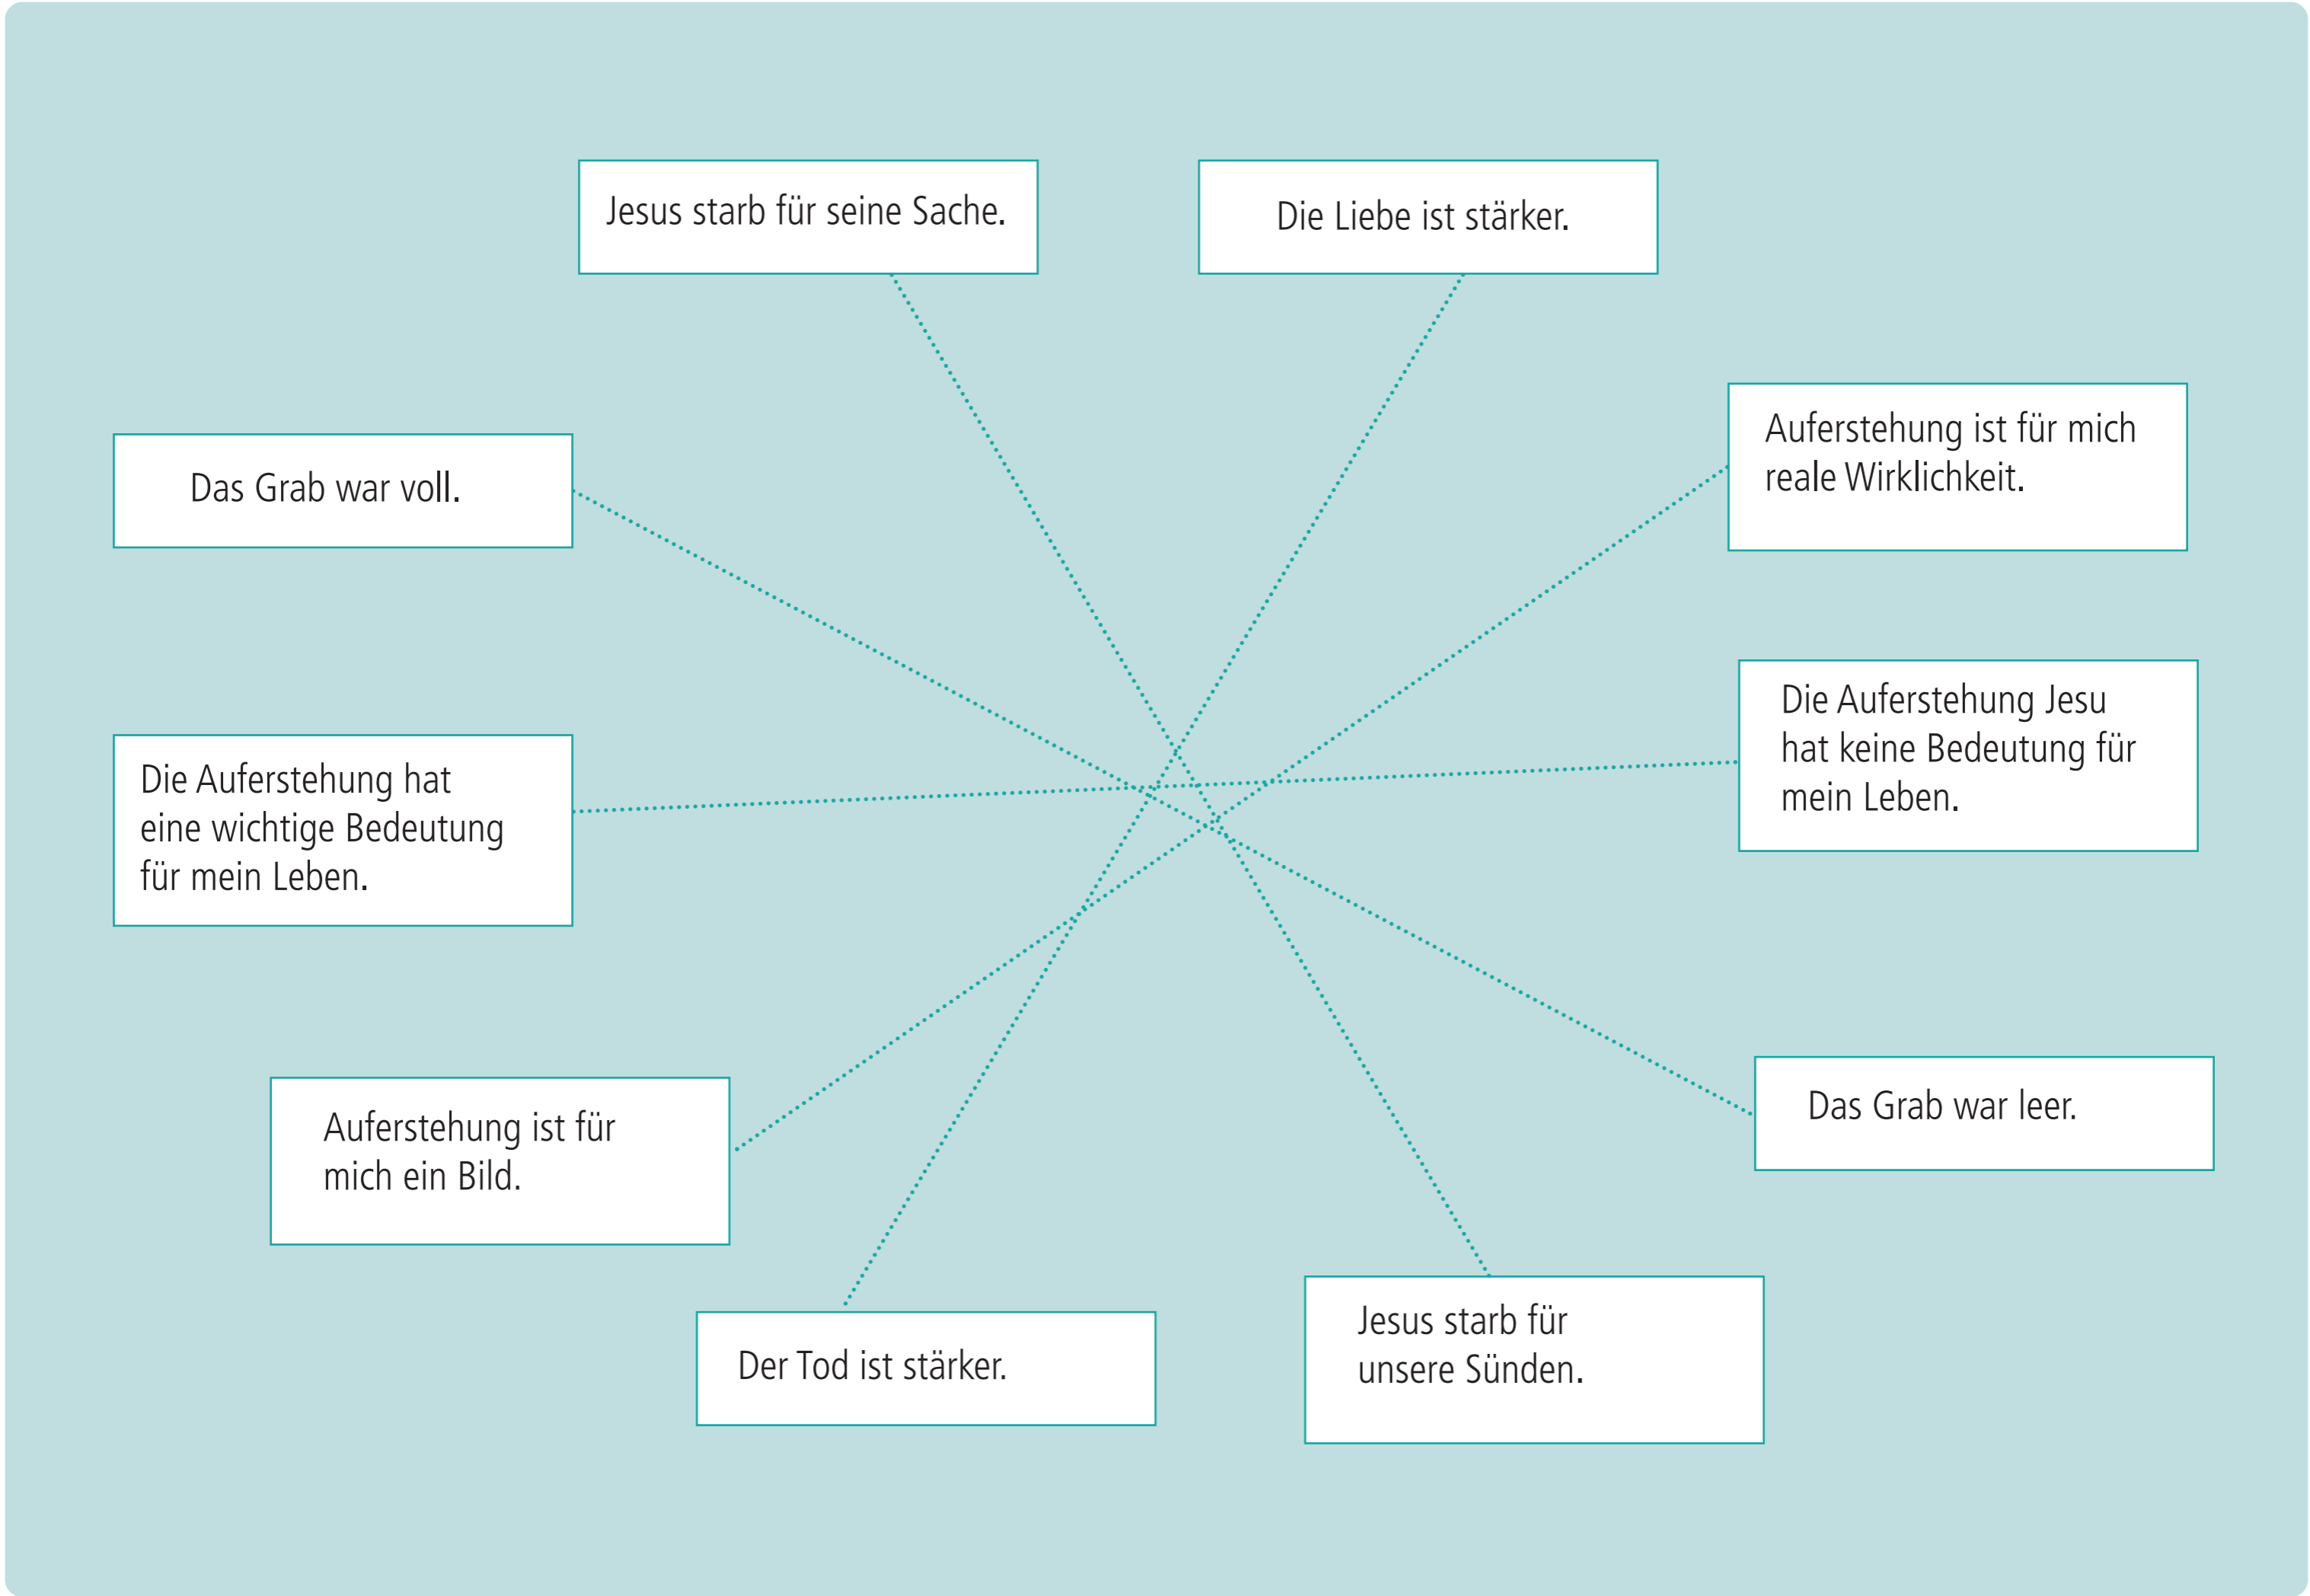 Jesus starb für seine Sache.
Die Liebe ist stärker.
Auferstehung ist für mich
reale Wirklichkeit.
Das Grab war voll.
Die Auferstehung Jesu
hat keine Bedeutung für
mein Leben.
Die Auferstehung hat
eine wichtige Bedeutung
für mein Leben.
Das Grab war leer.
Auferstehung ist für
mich ein Bild.
Jesus starb für
unsere Sünden.
Der Tod ist stärker.